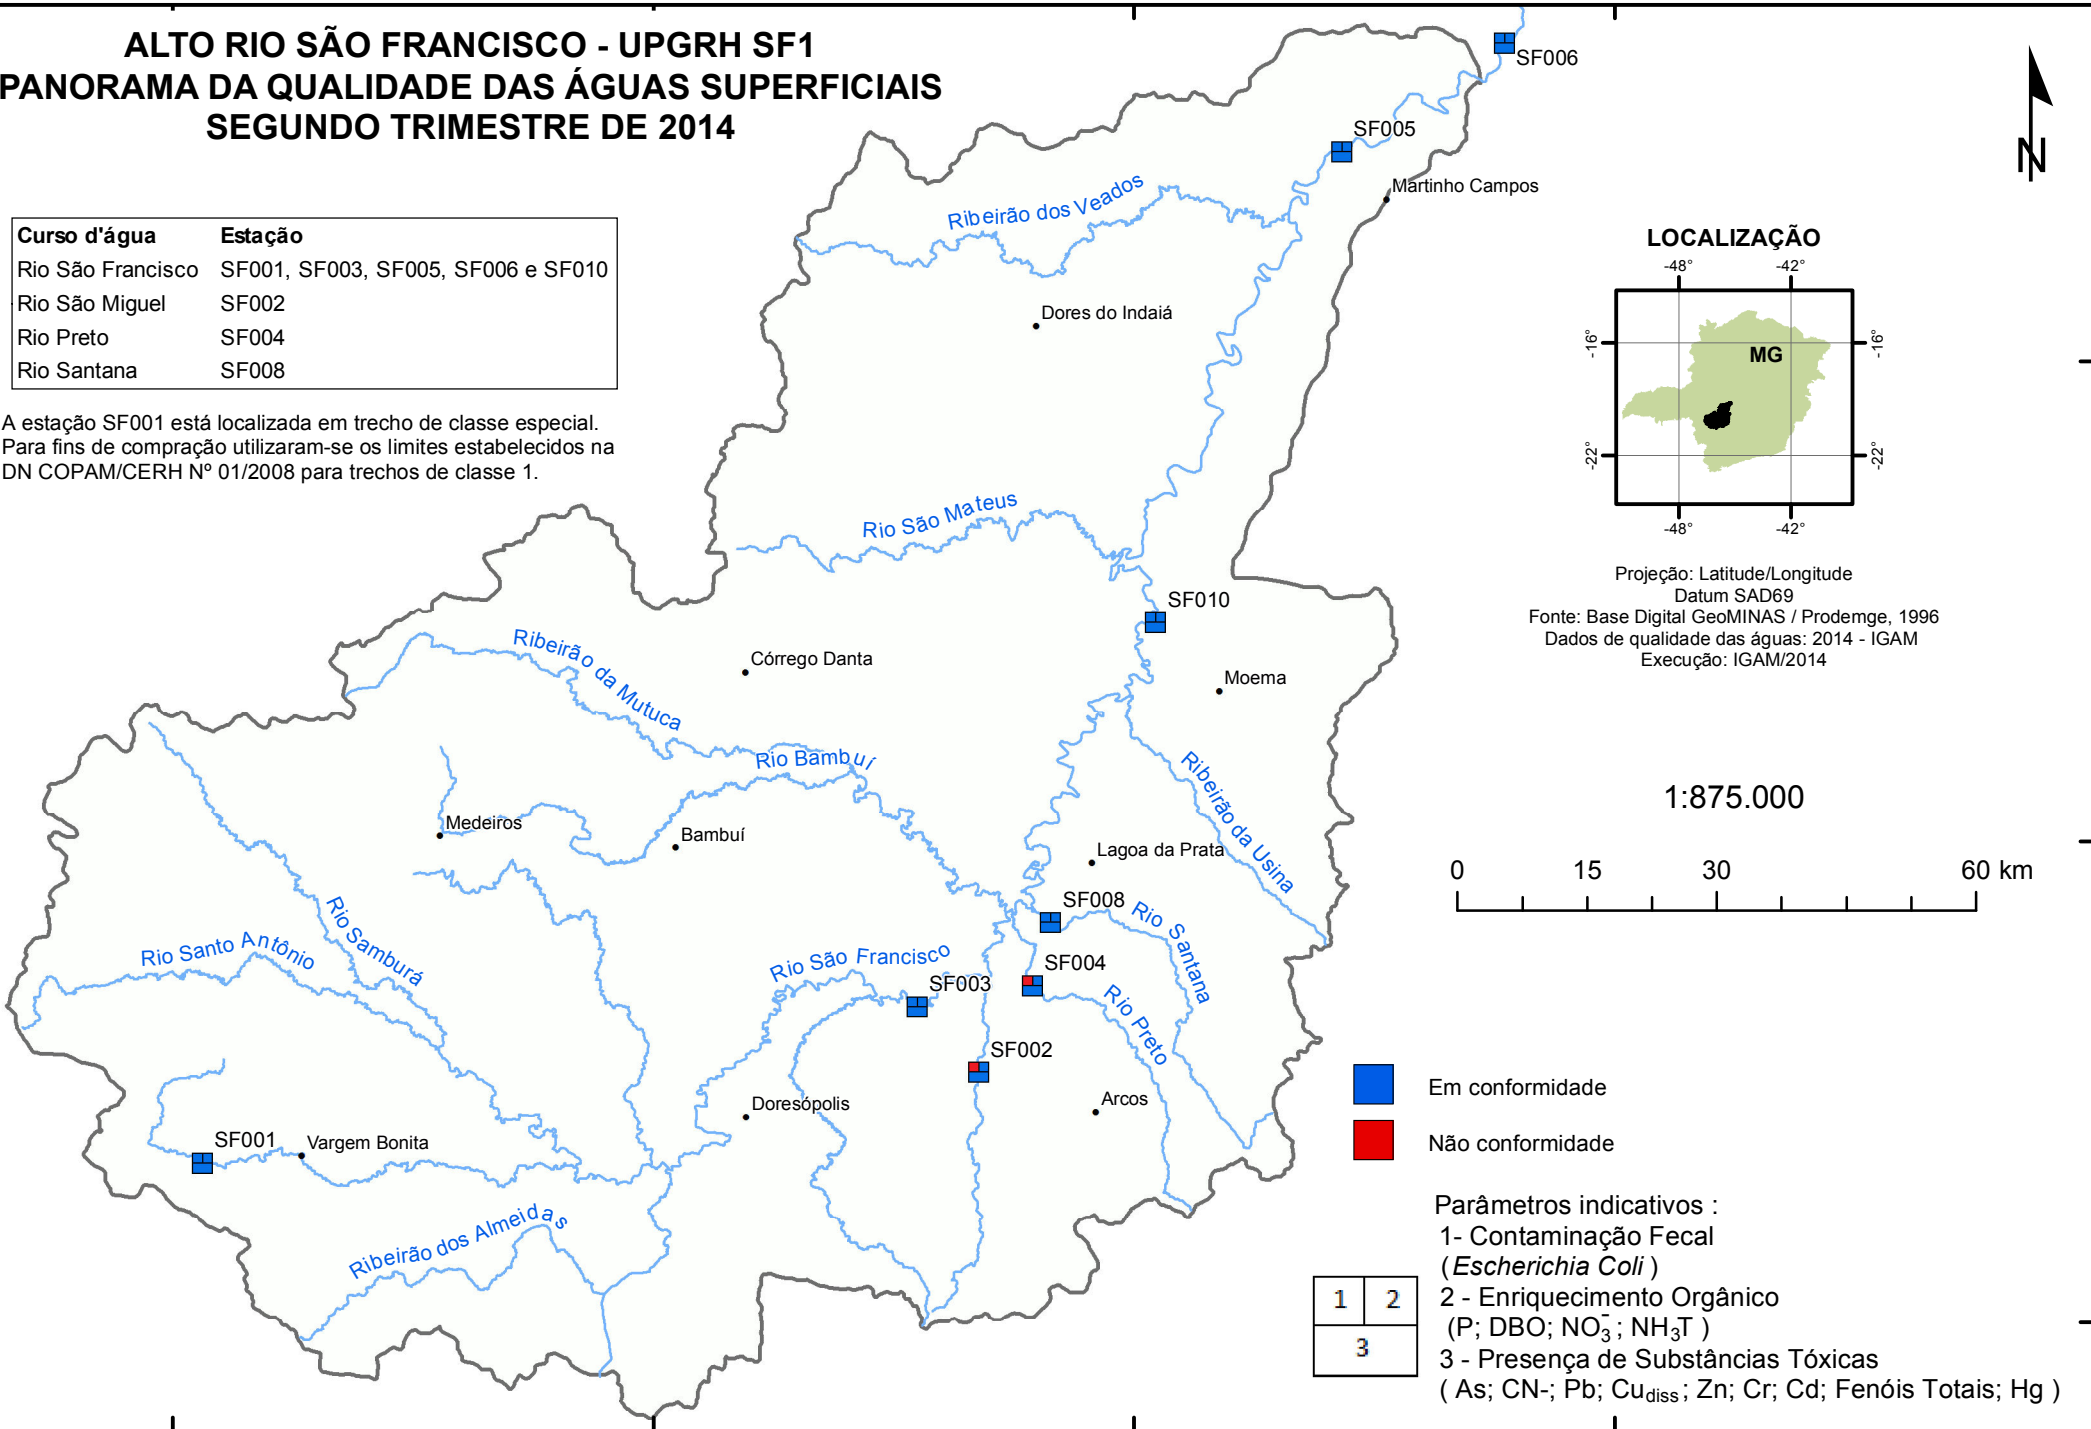 ALTO RIO SÃO FRANCISCO - UPGRH SF1
PANORAMA DA QUALIDADE DAS ÁGUAS SUPERFICIAIS
SEGUNDO TRIMESTRE DE 2014
Curso d'água Estação
Rio São Francisco SF001, SF003, SF005, SF006 e SF010
Rio São Miguel SF002
Rio Preto SF004
Rio Santana SF008
A estação SF001 está localizada em trecho de classe especial.
Para fins de compração utilizaram-se os limites estabelecidos na
DN COPAM/CERH Nº 01/2008 para trechos de classe 1.
SF006
SF005
Martinho Campos
Ribeirão dos Veados
Dores do Indaiá
Rio São Mateus
SF010
Córrego Danta
Moema
Ribeirão da Mutuca
Rio Bambuí
Ribeirão da Usina
Medeiros
Bambuí
Lagoa da Prata
SF008
Rio Santana
Rio Samburá
Rio Santo Antônio
Rio São Francisco
SF004
SF003
Rio Preto
SF002
Doresópolis
Arcos
SF001
Vargem Bonita
Ribeirão dos Almeidas
N
LOCALIZAÇÃO
-48° -42°
-16° -16°
MG
-22° -22°
-48° -42°
Projeção: Latitude/Longitude
Datum SAD69
Fonte: Base Digital GeoMINAS / Prodemge, 1996
Dados de qualidade das águas: 2014 - IGAM
Execução: IGAM/2014
1:875.000
0 15 30 60 km
Em conformidade
Não conformidade
Parâmetros indicativos :
1- Contaminação Fecal
(Escherichia Coli )
2 - Enriquecimento Orgânico
(P; DBO; NO₃⁻; NH₃T )
3 - Presença de Substâncias Tóxicas
( As; CN-; Pb; Cu diss ; Zn; Cr; Cd; Fenóis Totais; Hg )
1 2
3